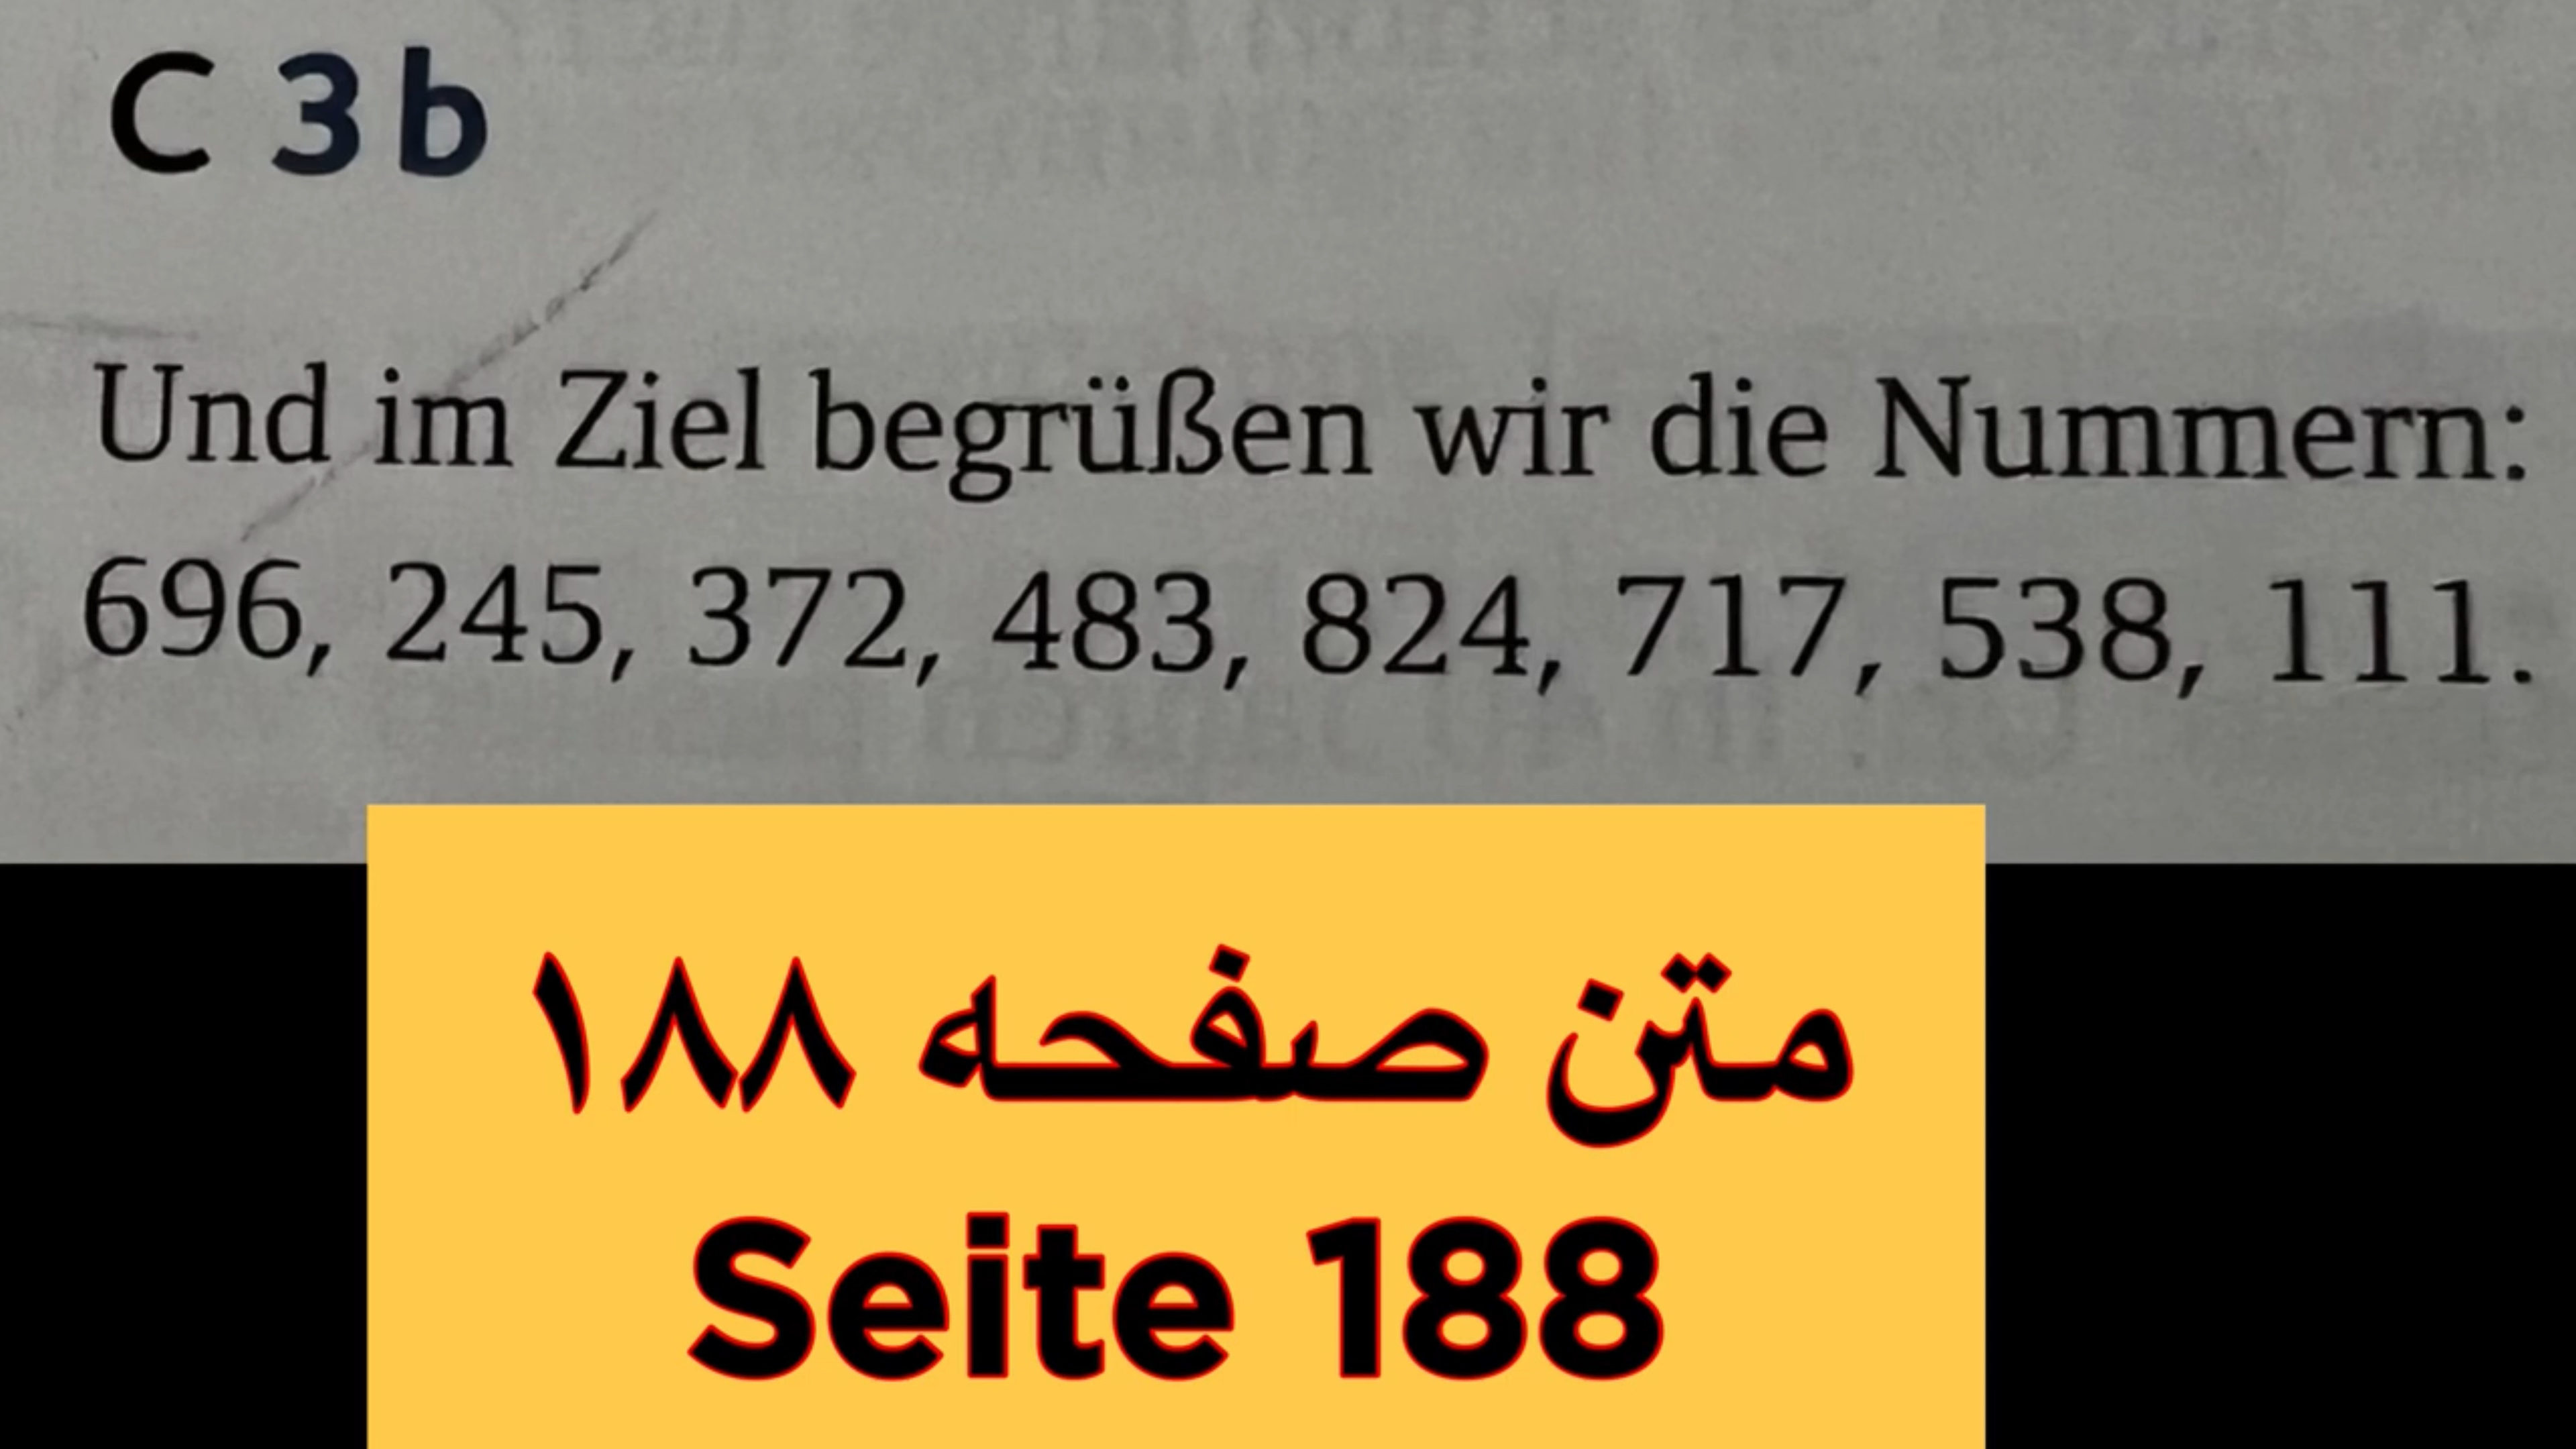 C 3b
Und im Ziel begrüßen wir die Nummern:
696, 245, 372, 483, 824, 717, 538, 111.
متن صفحه ۱۸۸
Seite 188